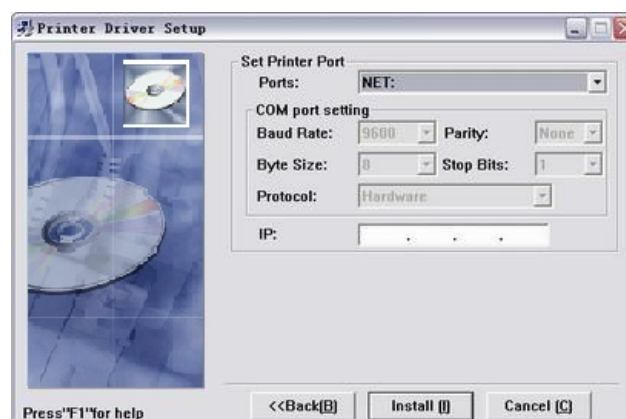 Printer Driver Setup
Set Printer Port
Ports: NET:
COM port setting
Baud Rate: 9600 Parity: None
Byte Size: 8 Stop Bits: 1
Protocol: Hardware
IP: . . .
Press"F1"for help
<<Back(B) Install (I) Cancel (C)